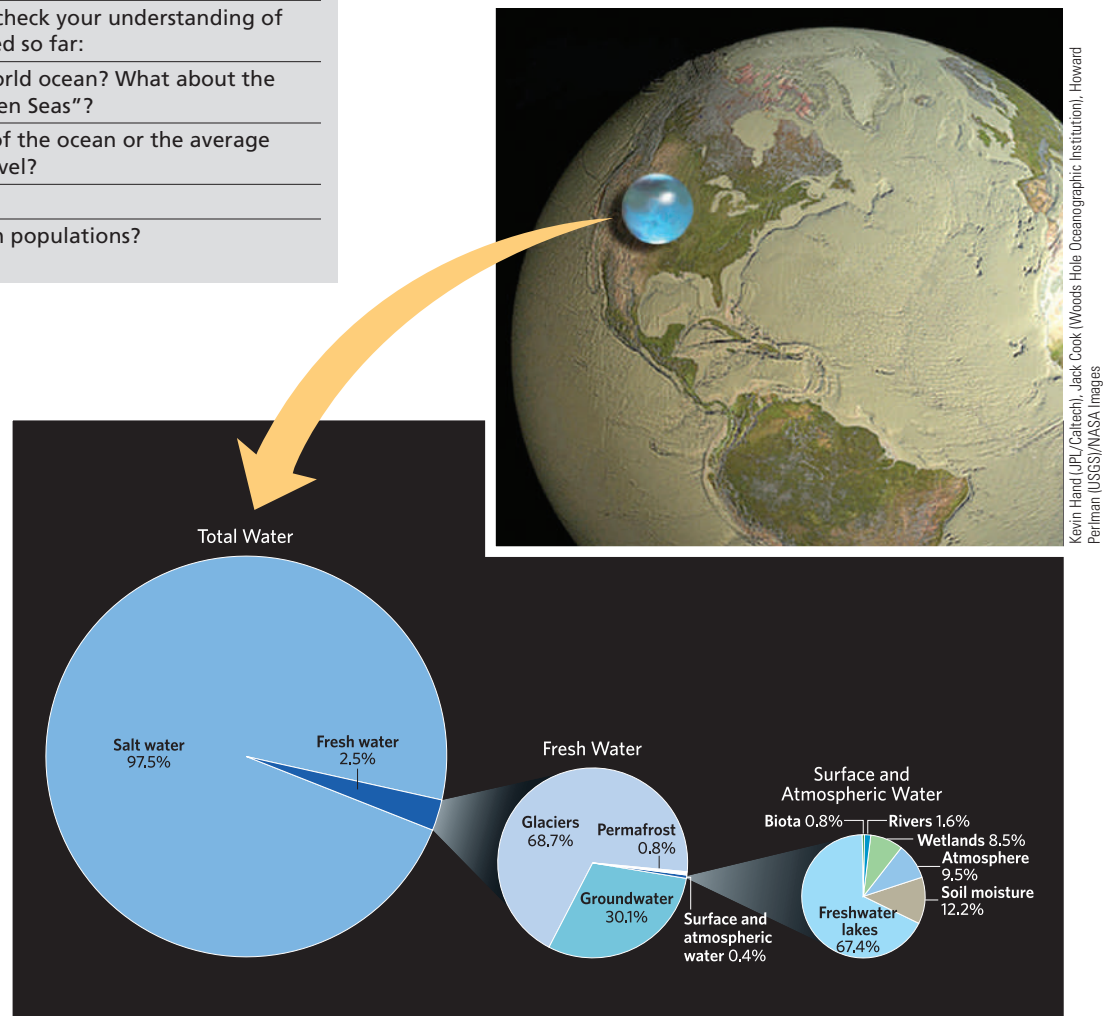 check your understanding of
ed so far:
orld ocean? What about the
en Seas"?
of the ocean or the average
vel?
n populations?
Kevin Hand (JPL/Caltech), Jack Cook (Woods Hole Oceanographic Institution), Howard
Perlman (USGS)/NASA Images
Total Water
Salt water
97.5%
Fresh water
2.5%
Fresh Water
Glaciers
68.7%
Permafrost
0.8%
Groundwater
30.1%
Surface and
atmospheric
water 0.4%
Surface and
Atmospheric Water
Biota 0.8%
Rivers 1.6%
Wetlands 8.5%
Atmosphere
9.5%
Soil moisture
12.2%
Freshwater
lakes
67.4%